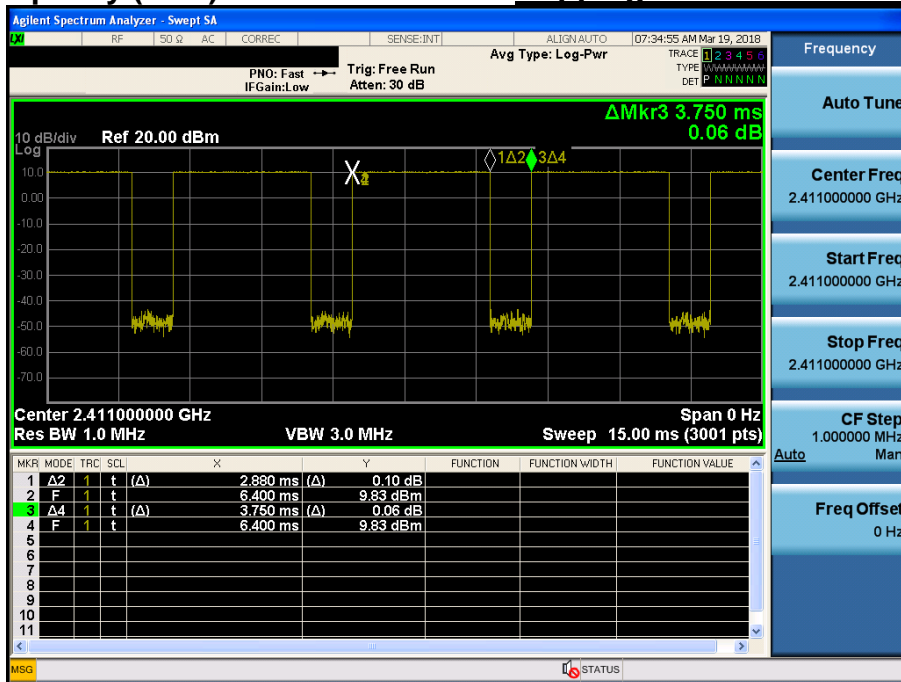 Agilent Spectrum Analyzer - Swept SA
LXI RF 50 Ω AC CORREC SENSE:INT ALIGN AUTO 07:34:55 AM Mar 19, 2018
Avg Type: Log-Pwr TRACE 1 2 3 4 5 6
PNO: Fast Trig: Free Run TYPE WWWWWW
IFGain:Low Atten: 30 dB DET P N N N N N
ΔMkr3 3.750 ms
0.06 dB
10 dB/div Ref 20.00 dBm
Log
1Δ2 3Δ4
10.0
0.00
-10.0
-20.0
-30.0
-40.0
-50.0
-60.0
-70.0
Center 2.411000000 GHz Span 0 Hz
Res BW 1.0 MHz VBW 3.0 MHz Sweep 15.00 ms (3001 pts)
MKR MODE TRC SCL X Y FUNCTION FUNCTION WIDTH FUNCTION VALUE
1 Δ2 1 t (Δ) 2.880 ms (Δ) 0.10 dB
2 F 1 t 6.400 ms 9.83 dBm
3 Δ4 1 t (Δ) 3.750 ms (Δ) 0.06 dB
4 F 1 t 6.400 ms 9.83 dBm
5
6
7
8
9
10
11
MSG STATUS
Frequency
Auto Tune
Center Freq
2.411000000 GHz
Start Freq
2.411000000 GHz
Stop Freq
2.411000000 GHz
CF Step
1.000000 MHz
Auto Man
Freq Offset
0 Hz